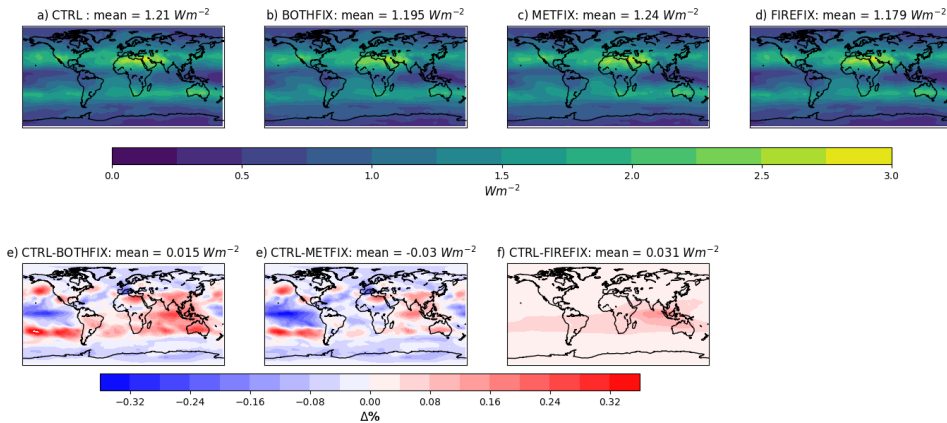 a) CTRL : mean = 1.21 Wm⁻²
b) BOTHFIX: mean = 1.195 Wm⁻²
c) METFIX: mean = 1.24 Wm⁻²
d) FIREFIX: mean = 1.179 Wm⁻²
0.0 0.5 1.0 1.5 2.0 2.5 3.0
Wm⁻²
e) CTRL-BOTHFIX: mean = 0.015 Wm⁻²
e) CTRL-METFIX: mean = -0.03 Wm⁻²
f) CTRL-FIREFIX: mean = 0.031 Wm⁻²
−0.32 −0.24 −0.16 −0.08 0.00 0.08 0.16 0.24 0.32
Δ%